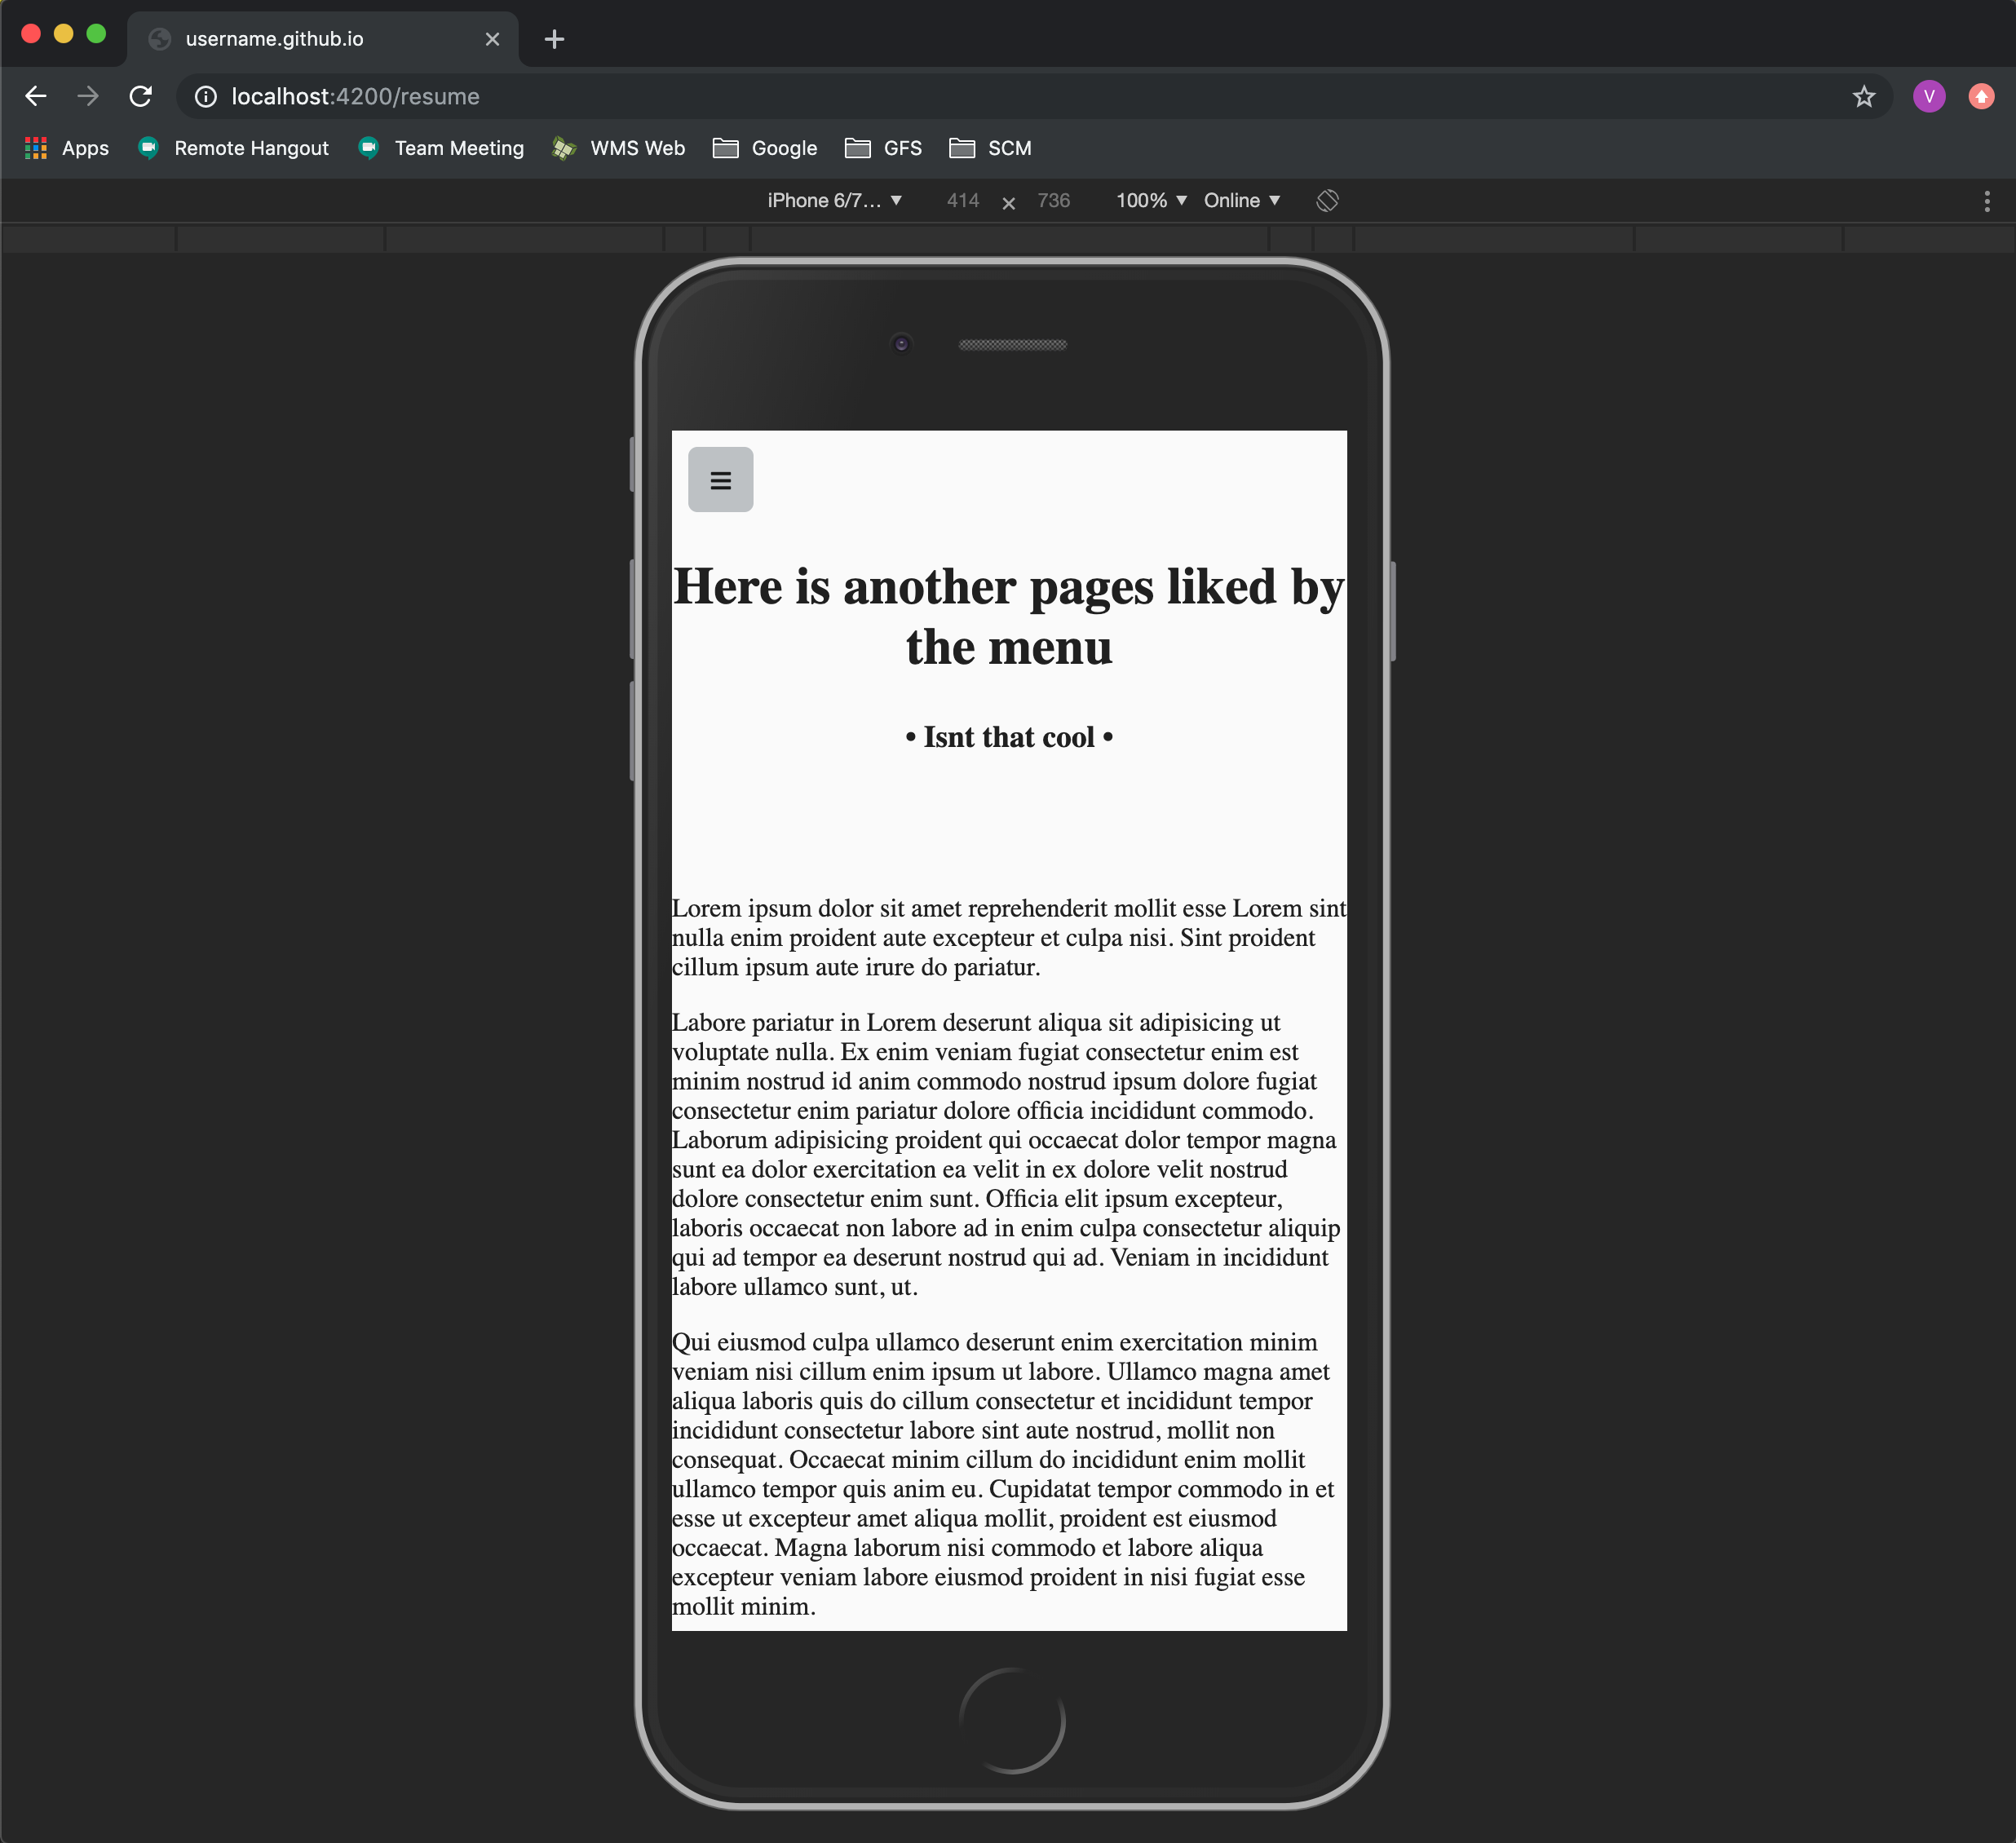 username.github.io
localhost:4200/resume
V
Apps Remote Hangout Team Meeting WMS Web Google GFS SCM
iPhone 6/7... 414 × 736 100% Online
Here is another pages liked by
the menu
• Isnt that cool •
Lorem ipsum dolor sit amet reprehenderit mollit esse Lorem sint
nulla enim proident aute excepteur et culpa nisi. Sint proident
cillum ipsum aute irure do pariatur.
Labore pariatur in Lorem deserunt aliqua sit adipisicing ut
voluptate nulla. Ex enim veniam fugiat consectetur enim est
minim nostrud id anim commodo nostrud ipsum dolore fugiat
consectetur enim pariatur dolore officia incididunt commodo.
Laborum adipisicing proident qui occaecat dolor tempor magna
sunt ea dolor exercitation ea velit in ex dolore velit nostrud
dolore consectetur enim sunt. Officia elit ipsum excepteur,
laboris occaecat non labore ad in enim culpa consectetur aliquip
qui ad tempor ea deserunt nostrud qui ad. Veniam in incididunt
labore ullamco sunt, ut.
Qui eiusmod culpa ullamco deserunt enim exercitation minim
veniam nisi cillum enim ipsum ut labore. Ullamco magna amet
aliqua laboris quis do cillum consectetur et incididunt tempor
incididunt consectetur labore sint aute nostrud, mollit non
consequat. Occaecat minim cillum do incididunt enim mollit
ullamco tempor quis anim eu. Cupidatat tempor commodo in et
esse ut excepteur amet aliqua mollit, proident est eiusmod
occaecat. Magna laborum nisi commodo et labore aliqua
excepteur veniam labore eiusmod proident in nisi fugiat esse
mollit minim.